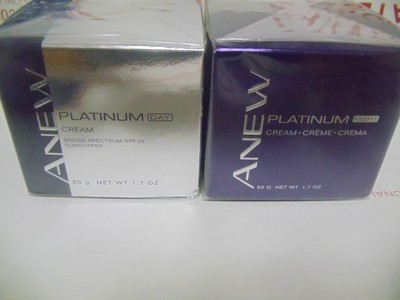 ANEW
PLATINUM DAY
CREAM
BROAD SPECTRUM SPF 25
SUNSCREEN
50 g NET WT. 1.7 OZ
ANEW
PLATINUM NIGHT
CREAM • CRÈME • CREMA
50 g NET WT. 1.7 OZ